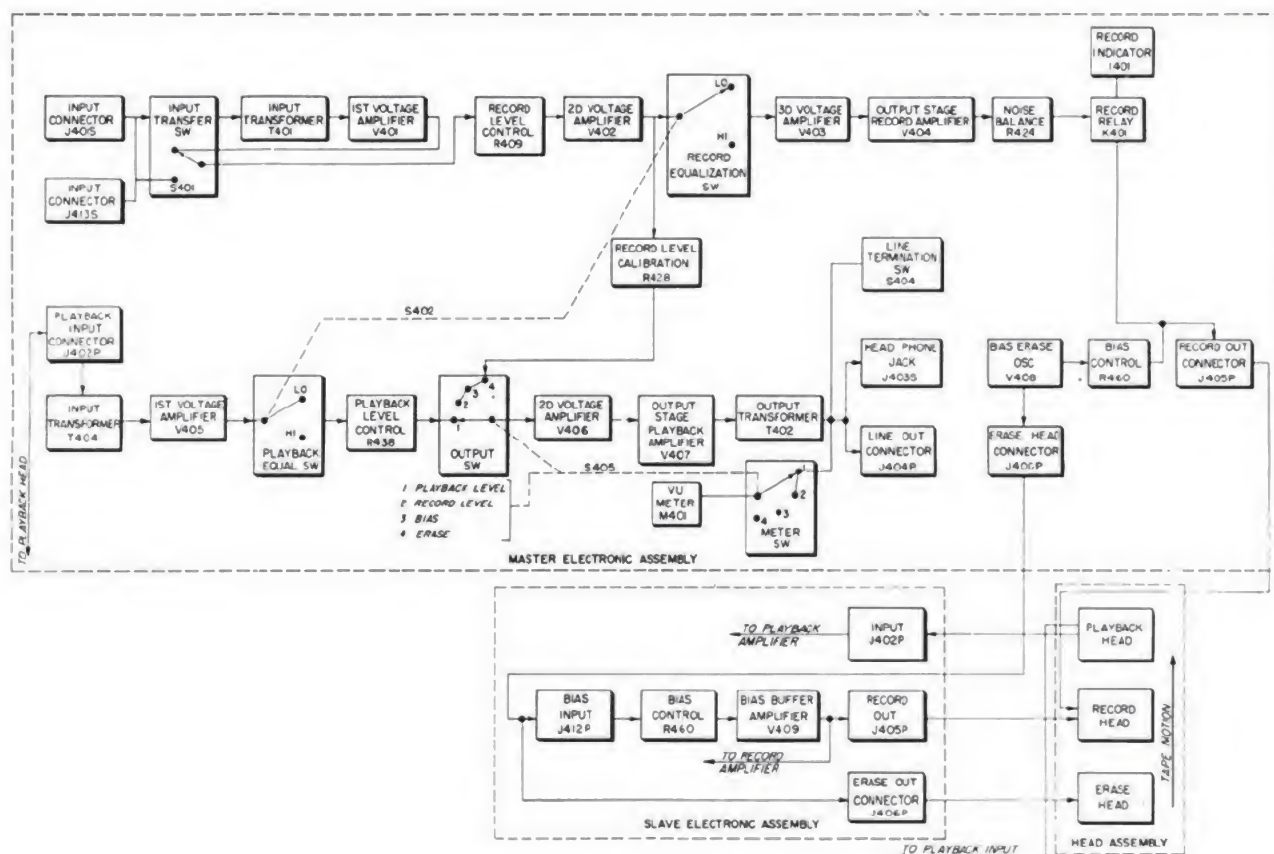 RECORD
INDICATOR
I401
INPUT
CONNECTOR
J401S
INPUT
TRANSFER
SW
S401
INPUT
TRANSFORMER
T401
1ST VOLTAGE
AMPLIFIER
V401
RECORD
LEVEL
CONTROL
R409
2D VOLTAGE
AMPLIFIER
V402
LO
HI
RECORD
EQUALIZATION
SW
3D VOLTAGE
AMPLIFIER
V403
OUTPUT STAGE
RECORD AMPLIFIER
V404
NOISE
BALANCE
R424
RECORD
RELAY
K401
INPUT
CONNECTOR
J413S
RECORD LEVEL
CALIBRATION
R428
LINE
TERMINATION
SW
S404
S402
PLAYBACK
INPUT
CONNECTOR
J402P
TO PLAYBACK HEAD
INPUT
TRANSFORMER
T404
1ST VOLTAGE
AMPLIFIER
V405
LO
HI
PLAYBACK
EQUAL SW
PLAYBACK
LEVEL
CONTROL
R438
4
3
2
1
OUTPUT
SW
2D VOLTAGE
AMPLIFIER
V406
OUTPUT
STAGE
PLAYBACK
AMPLIFIER
V407
OUTPUT
TRANSFORMER
T402
HEAD PHONE
JACK
J403S
LINE OUT
CONNECTOR
J404P
BIAS ERASE
OSC
V408
BIAS
CONTROL
R460
RECORD OUT
CONNECTOR
J405P
ERASE HEAD
CONNECTOR
J406P
S405
1 PLAYBACK LEVEL
2 RECORD LEVEL
3 BIAS
4 ERASE
VU
METER
M401
1
2
3
4
METER
SW
MASTER ELECTRONIC ASSEMBLY
TO PLAYBACK
AMPLIFIER
INPUT
J402P
PLAYBACK
HEAD
BIAS
INPUT
J412P
BIAS
CONTROL
R460
BIAS BUFFER
AMPLIFIER
V409
RECORD
OUT
J405P
RECORD
HEAD
TO RECORD
AMPLIFIER
ERASE OUT
CONNECTOR
J406P
ERASE
HEAD
TAPE MOTION
SLAVE ELECTRONIC ASSEMBLY
HEAD ASSEMBLY
TO PLAYBACK INPUT